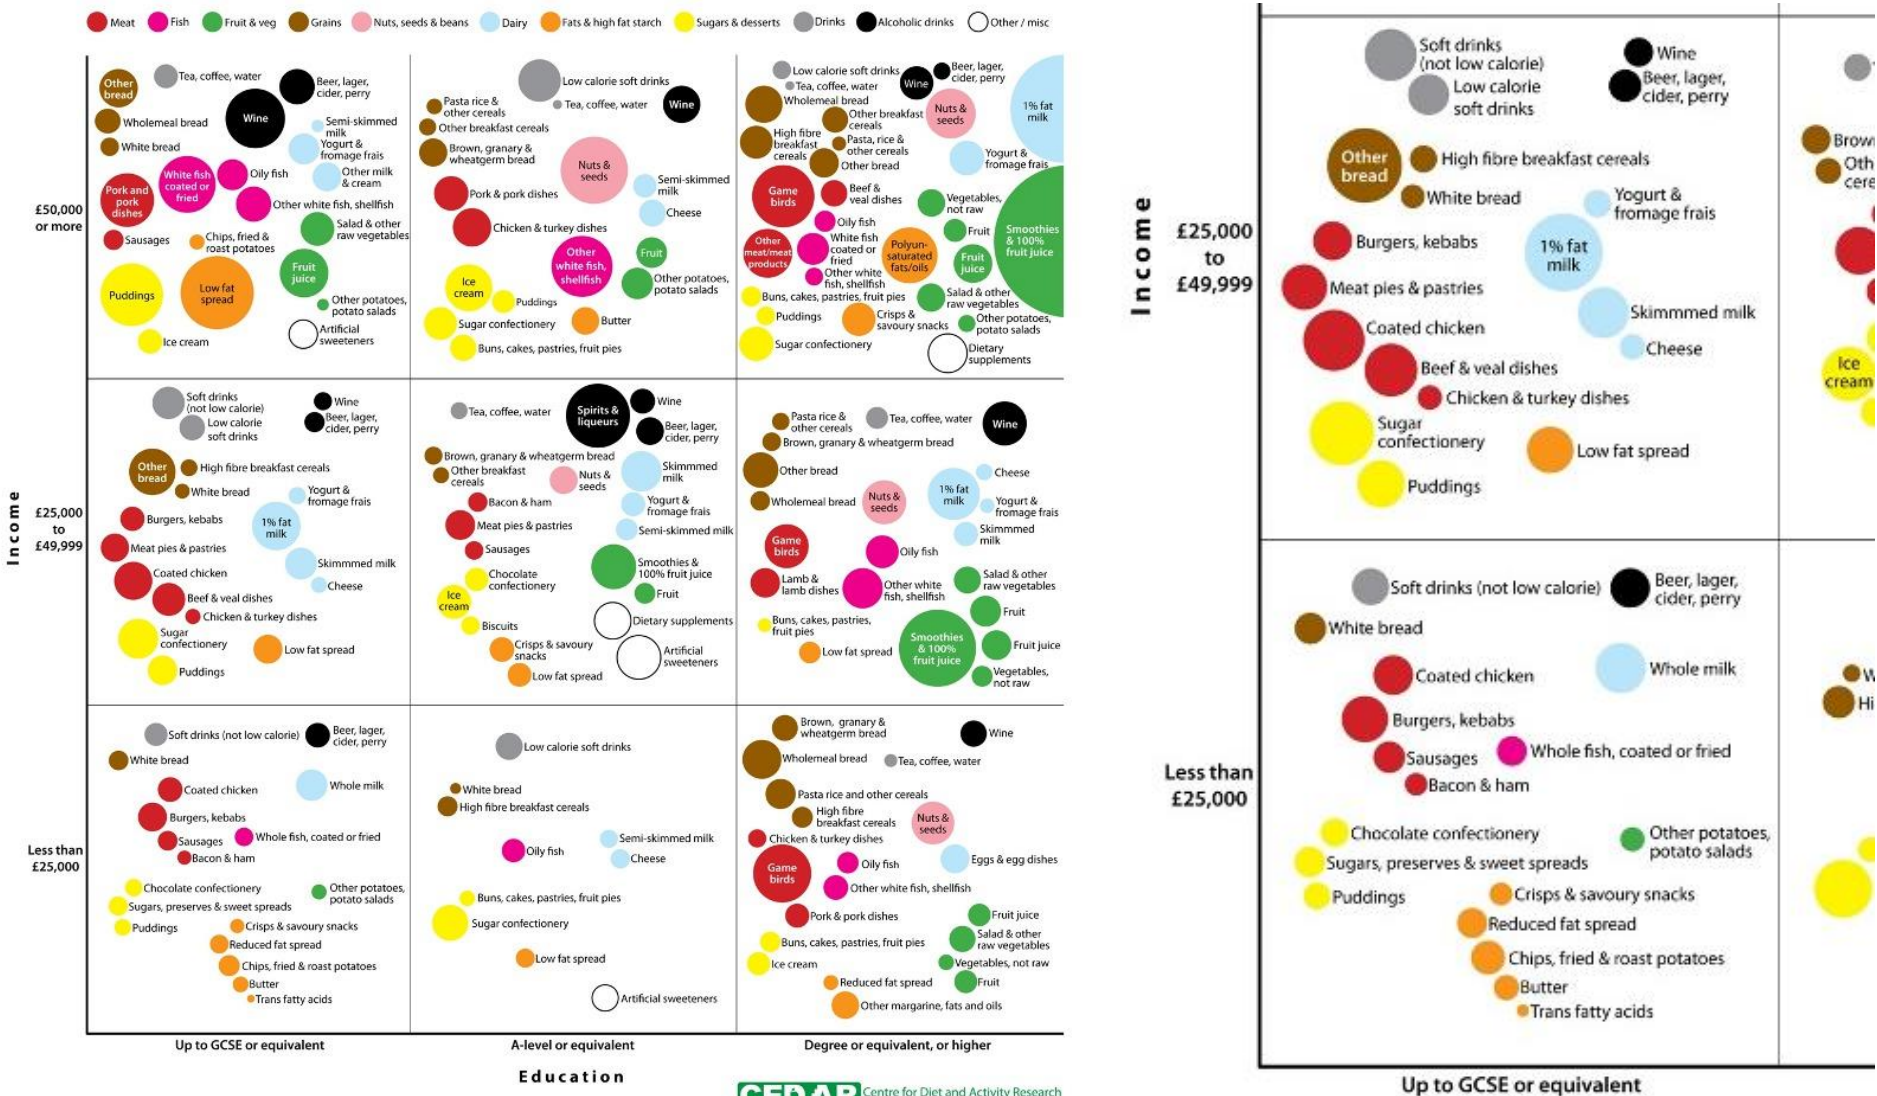 Meat
Fish
Fruit & veg
Grains
Nuts, seeds & beans
Dairy
Fats & high fat starch
Sugars & desserts
Drinks
Alcoholic drinks
Other / misc
Income
£50,000
or more
Other
bread
Tea, coffee, water
Beer, lager,
cider, perry
Wholemeal bread
Wine
Semi-skimmed
milk
White bread
Yogurt &
fromage frais
White fish
coated or
fried
Oily fish
Other milk
& cream
Pork and
pork
dishes
Other white fish, shellfish
Salad & other
raw vegetables
Sausages
Chips, fried &
roast potatoes
Fruit
juice
Puddings
Low fat
spread
Other potatoes,
potato salads
Ice cream
Artificial
sweeteners
Low calorie soft drinks
Tea, coffee, water
Wine
Pasta rice &
other cereals
Other breakfast cereals
Brown, granary &
wheatgerm bread
Nuts &
seeds
Pork & pork dishes
Semi-skimmed
milk
Cheese
Chicken & turkey dishes
Other
white fish,
shellfish
Fruit
Ice
cream
Other potatoes,
potato salads
Puddings
Sugar confectionery
Butter
Buns, cakes, pastries, fruit pies
Low calorie soft drinks
Tea, coffee, water
Wine
Beer, lager,
cider, perry
Wholemeal bread
Nuts &
seeds
1% fat
milk
High fibre
breakfast
cereals
Other breakfast
cereals
Pasta, rice &
other cereals
Other bread
Yogurt &
fromage frais
Game
birds
Beef &
veal dishes
Vegetables,
not raw
Oily fish
Fruit
Smoothies
& 100%
fruit juice
Other
meat/meat
products
White fish
coated or
fried
Polyun-
saturated
fats/oils
Fruit
juice
Other white
fish, shellfish
Buns, cakes, pastries, fruit pies
Salad & other
raw vegetables
Puddings
Crisps &
savoury snacks
Other potatoes,
potato salads
Sugar confectionery
Dietary
supplements
£25,000
to
£49,999
Soft drinks
(not low calorie)
Low calorie
soft drinks
Wine
Beer, lager,
cider, perry
Other
bread
High fibre breakfast cereals
White bread
Yogurt &
fromage frais
Burgers, kebabs
1% fat
milk
Meat pies & pastries
Skimmmed milk
Coated chicken
Cheese
Beef & veal dishes
Chicken & turkey dishes
Sugar
confectionery
Low fat spread
Puddings
Tea, coffee, water
Spirits &
liqueurs
Wine
Beer, lager,
cider, perry
Brown, granary & wheatgerm bread
Other breakfast
cereals
Nuts &
seeds
Skimmmed
milk
Bacon & ham
Yogurt &
fromage frais
Meat pies & pastries
Semi-skimmed milk
Sausages
Smoothies &
100% fruit juice
Chocolate
confectionery
Fruit
Ice
cream
Biscuits
Dietary supplements
Crisps & savoury
snacks
Artificial
sweeteners
Low fat spread
Pasta rice &
other cereals
Tea, coffee, water
Wine
Brown, granary & wheatgerm bread
Other bread
Cheese
Wholemeal bread
Nuts &
seeds
1% fat
milk
Yogurt &
fromage frais
Skimmmed
milk
Game
birds
Oily fish
Lamb &
lamb dishes
Other white
fish, shellfish
Salad & other
raw vegetables
Fruit
Buns, cakes, pastries,
fruit pies
Smoothies
& 100%
fruit juice
Fruit juice
Low fat spread
Vegetables,
not raw
Less than
£25,000
Soft drinks (not low calorie)
Beer, lager,
cider, perry
White bread
Whole milk
Coated chicken
Burgers, kebabs
Whole fish, coated or fried
Sausages
Bacon & ham
Chocolate confectionery
Other potatoes,
potato salads
Sugars, preserves & sweet spreads
Puddings
Crisps & savoury snacks
Reduced fat spread
Chips, fried & roast potatoes
Butter
Trans fatty acids
Low calorie soft drinks
White bread
High fibre breakfast cereals
Semi-skimmed milk
Oily fish
Cheese
Buns, cakes, pastries, fruit pies
Sugar confectionery
Low fat spread
Artificial sweeteners
Brown, granary &
wheatgerm bread
Wine
Wholemeal bread
Tea, coffee, water
Pasta rice and other cereals
High fibre
breakfast cereals
Nuts &
seeds
Chicken & turkey dishes
Game
birds
Oily fish
Eggs & egg dishes
Other white fish, shellfish
Pork & pork dishes
Fruit juice
Salad & other
raw vegetables
Buns, cakes, pastries, fruit pies
Ice cream
Vegetables, not raw
Reduced fat spread
Fruit
Other margarine, fats and oils
Up to GCSE or equivalent
A-level or equivalent
Degree or equivalent, or higher
Education
CEDAR Centre for Diet and Activity Research
Income
£25,000
to
£49,999
Soft drinks
(not low calorie)
Low calorie
soft drinks
Wine
Beer, lager,
cider, perry
Other
bread
High fibre breakfast cereals
White bread
Yogurt &
fromage frais
Burgers, kebabs
1% fat
milk
Meat pies & pastries
Skimmmed milk
Coated chicken
Cheese
Beef & veal dishes
Chicken & turkey dishes
Sugar
confectionery
Low fat spread
Puddings
Brown
Oth
cere
Ice
cream
Less than
£25,000
Soft drinks (not low calorie)
Beer, lager,
cider, perry
White bread
Whole milk
Coated chicken
Burgers, kebabs
Whole fish, coated or fried
Sausages
Bacon & ham
Chocolate confectionery
Other potatoes,
potato salads
Sugars, preserves & sweet spreads
Puddings
Crisps & savoury snacks
Reduced fat spread
Chips, fried & roast potatoes
Butter
Trans fatty acids
W
Hi
Up to GCSE or equivalent